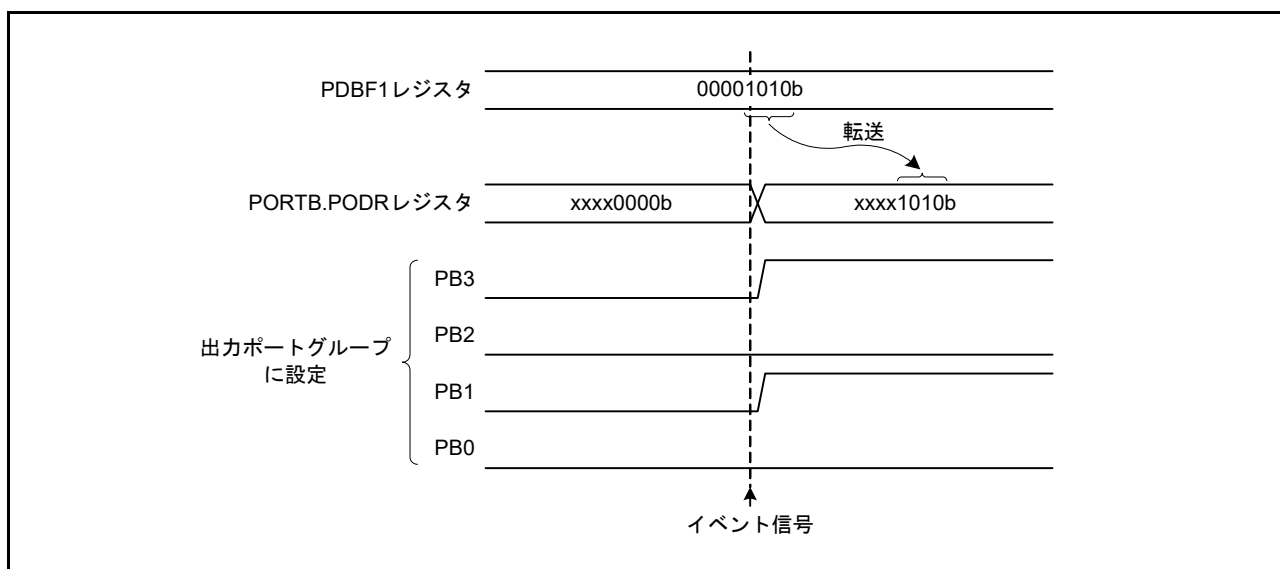 PDBF1レジスタ
00001010b
転送
PORTB.PODRレジスタ
xxxx0000b
xxxx1010b
出力ポートグループ
に設定
PB3
PB2
PB1
PB0
イベント信号